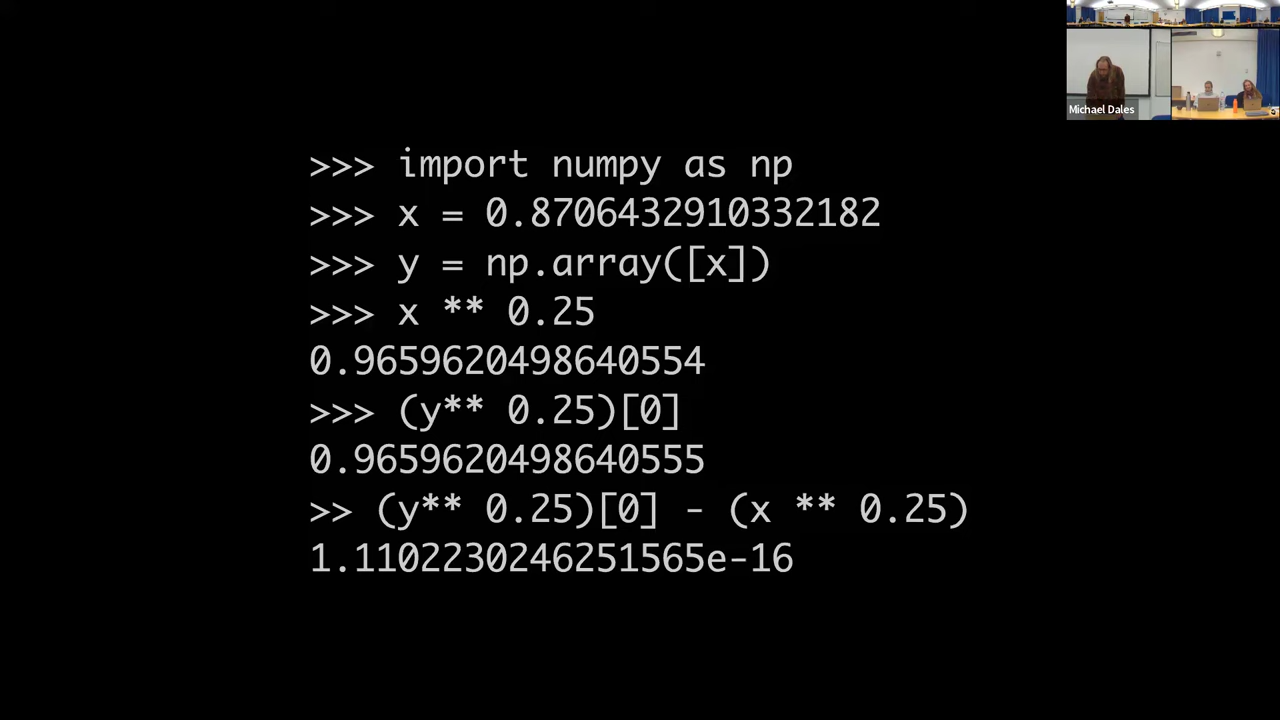 Michael Dales
>>> import numpy as np
>>> x = 0.8706432910332182
>>> y = np.array([x])
>>> x ** 0.25
0.9659620498640554
>>> (y** 0.25)[0]
0.9659620498640555
>> (y** 0.25)[0] - (x ** 0.25)
1.1102230246251565e-16